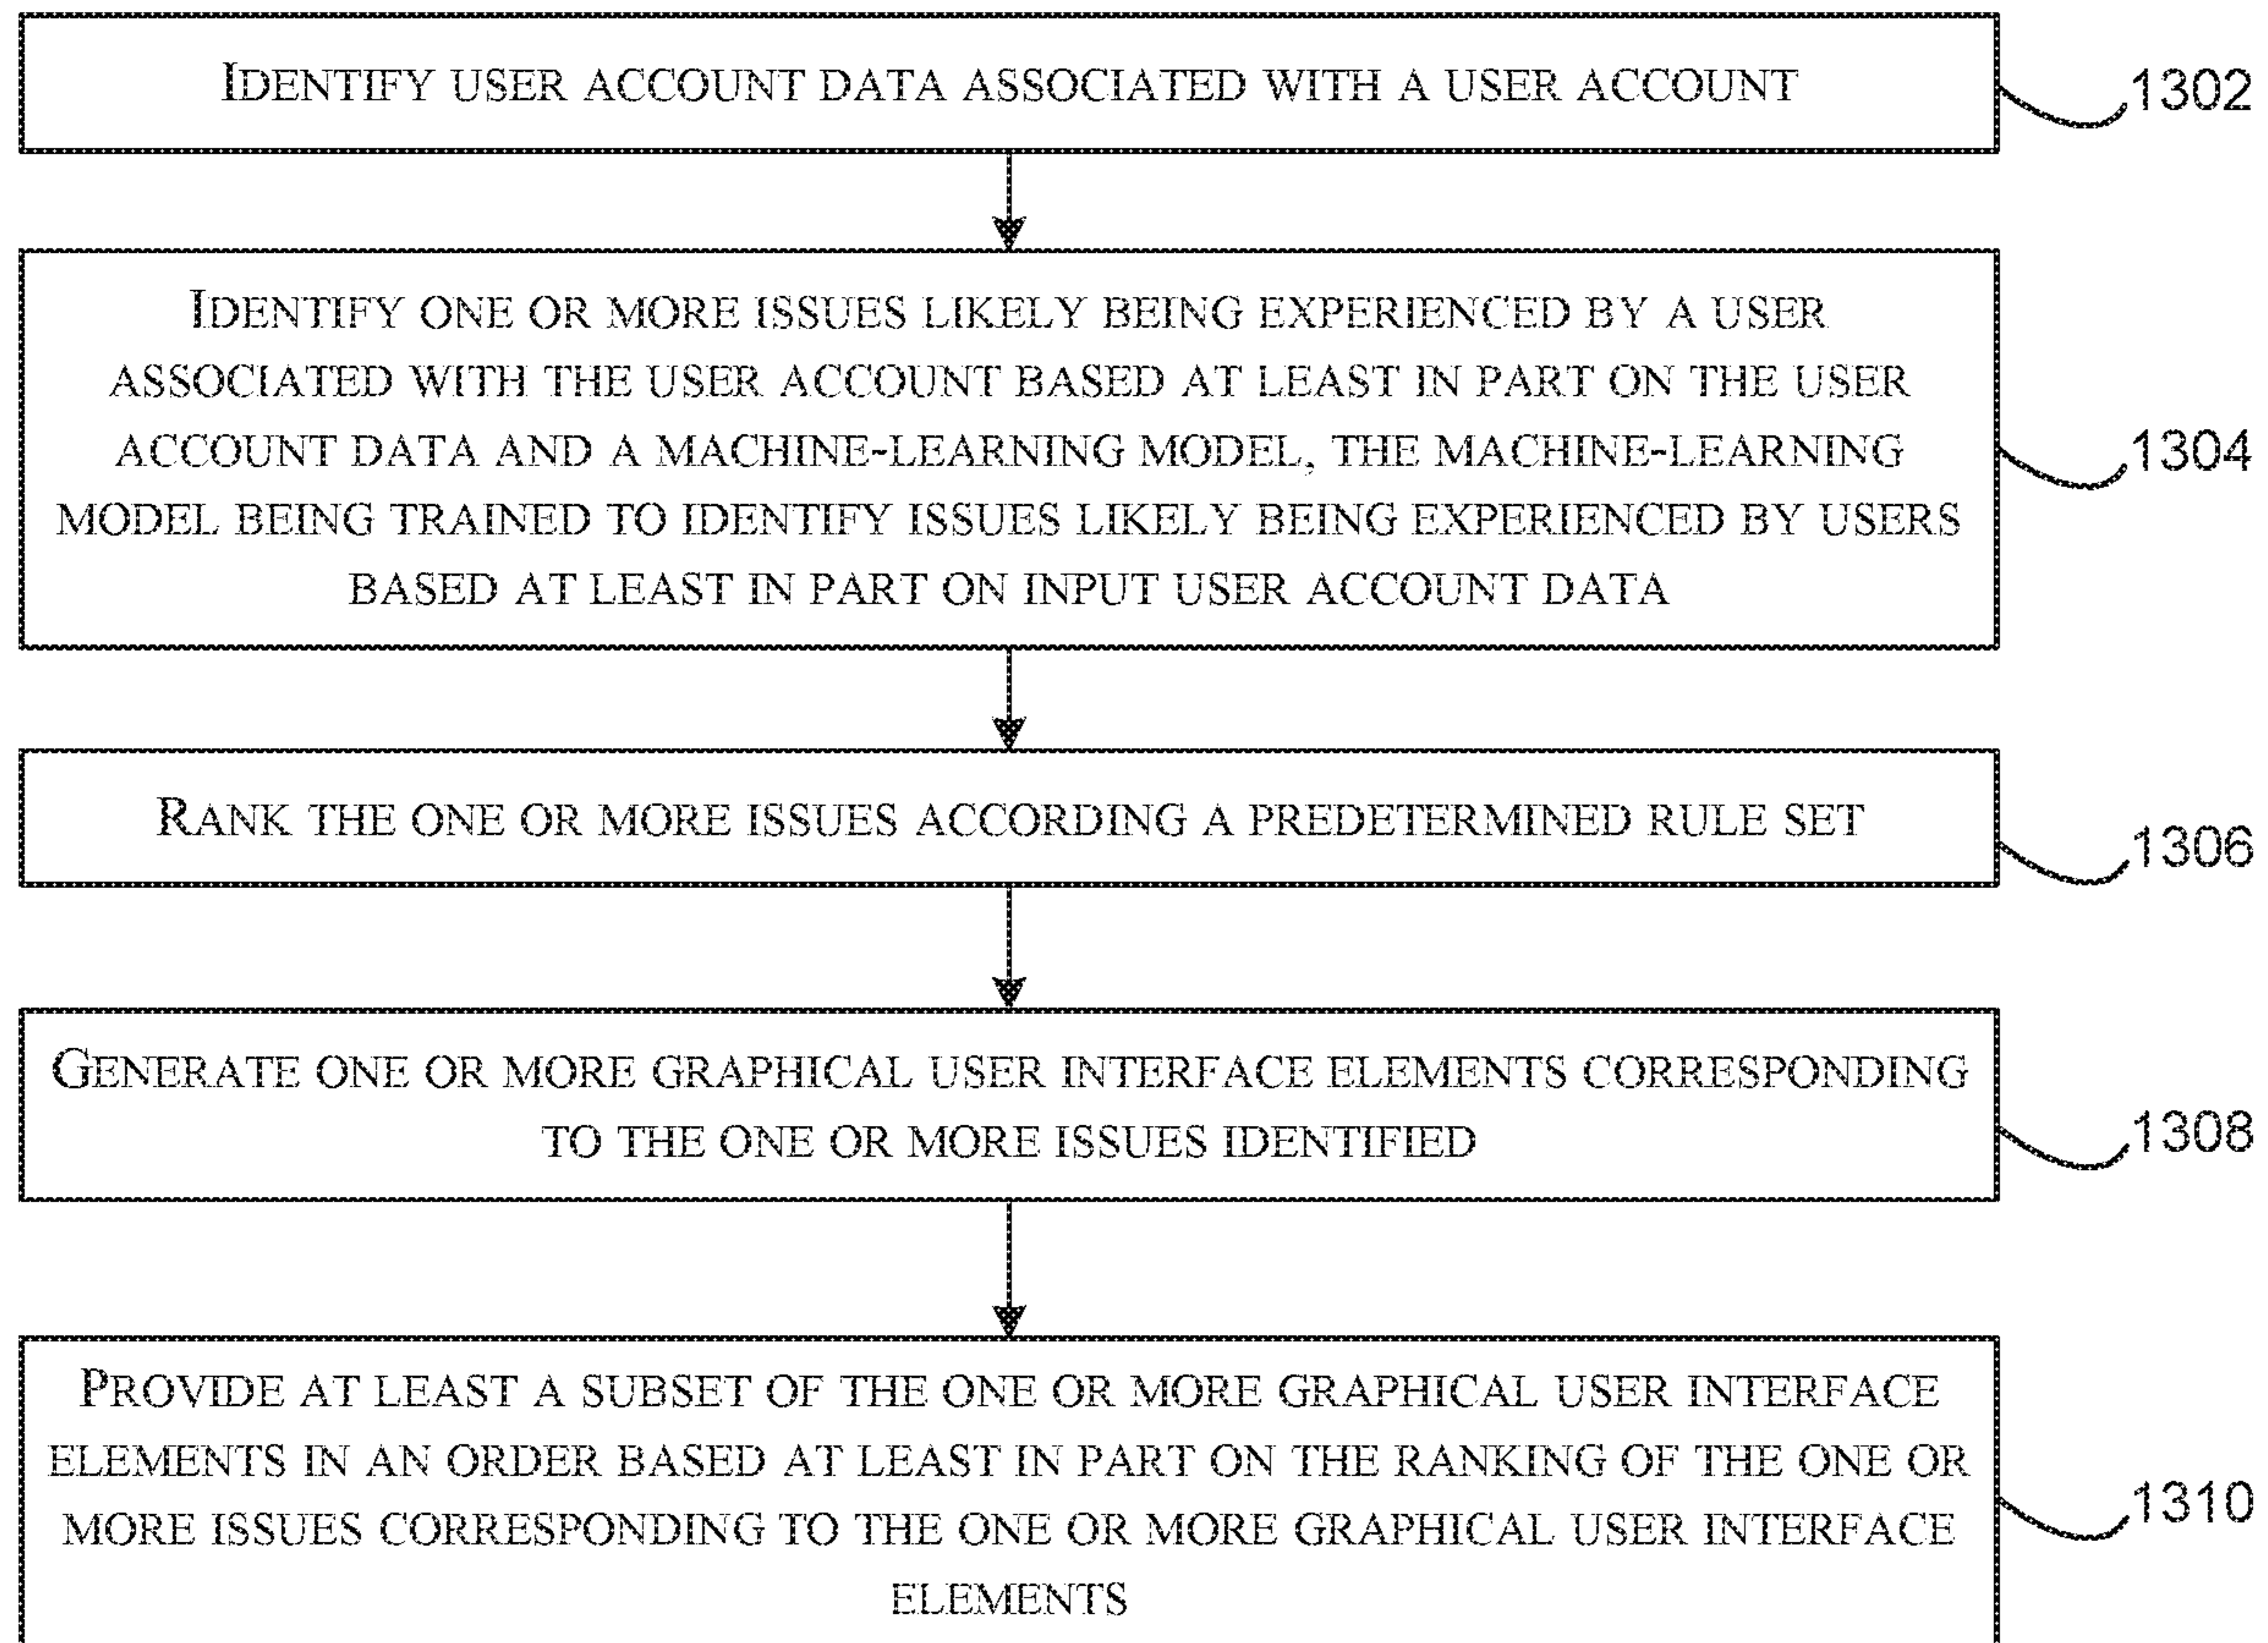 IDENTIFY USER ACCOUNT DATA ASSOCIATED WITH A USER ACCOUNT
1302
IDENTIFY ONE OR MORE ISSUES LIKELY BEING EXPERIENCED BY A USER
ASSOCIATED WITH THE USER ACCOUNT BASED AT LEAST IN PART ON THE USER
ACCOUNT DATA AND A MACHINE-LEARNING MODEL, THE MACHINE-LEARNING
MODEL BEING TRAINED TO IDENTIFY ISSUES LIKELY BEING EXPERIENCED BY USERS
BASED AT LEAST IN PART ON INPUT USER ACCOUNT DATA
1304
RANK THE ONE OR MORE ISSUES ACCORDING A PREDETERMINED RULE SET
1306
GENERATE ONE OR MORE GRAPHICAL USER INTERFACE ELEMENTS CORRESPONDING
TO THE ONE OR MORE ISSUES IDENTIFIED
1308
PROVIDE AT LEAST A SUBSET OF THE ONE OR MORE GRAPHICAL USER INTERFACE
ELEMENTS IN AN ORDER BASED AT LEAST IN PART ON THE RANKING OF THE ONE OR
MORE ISSUES CORRESPONDING TO THE ONE OR MORE GRAPHICAL USER INTERFACE
ELEMENTS
1310